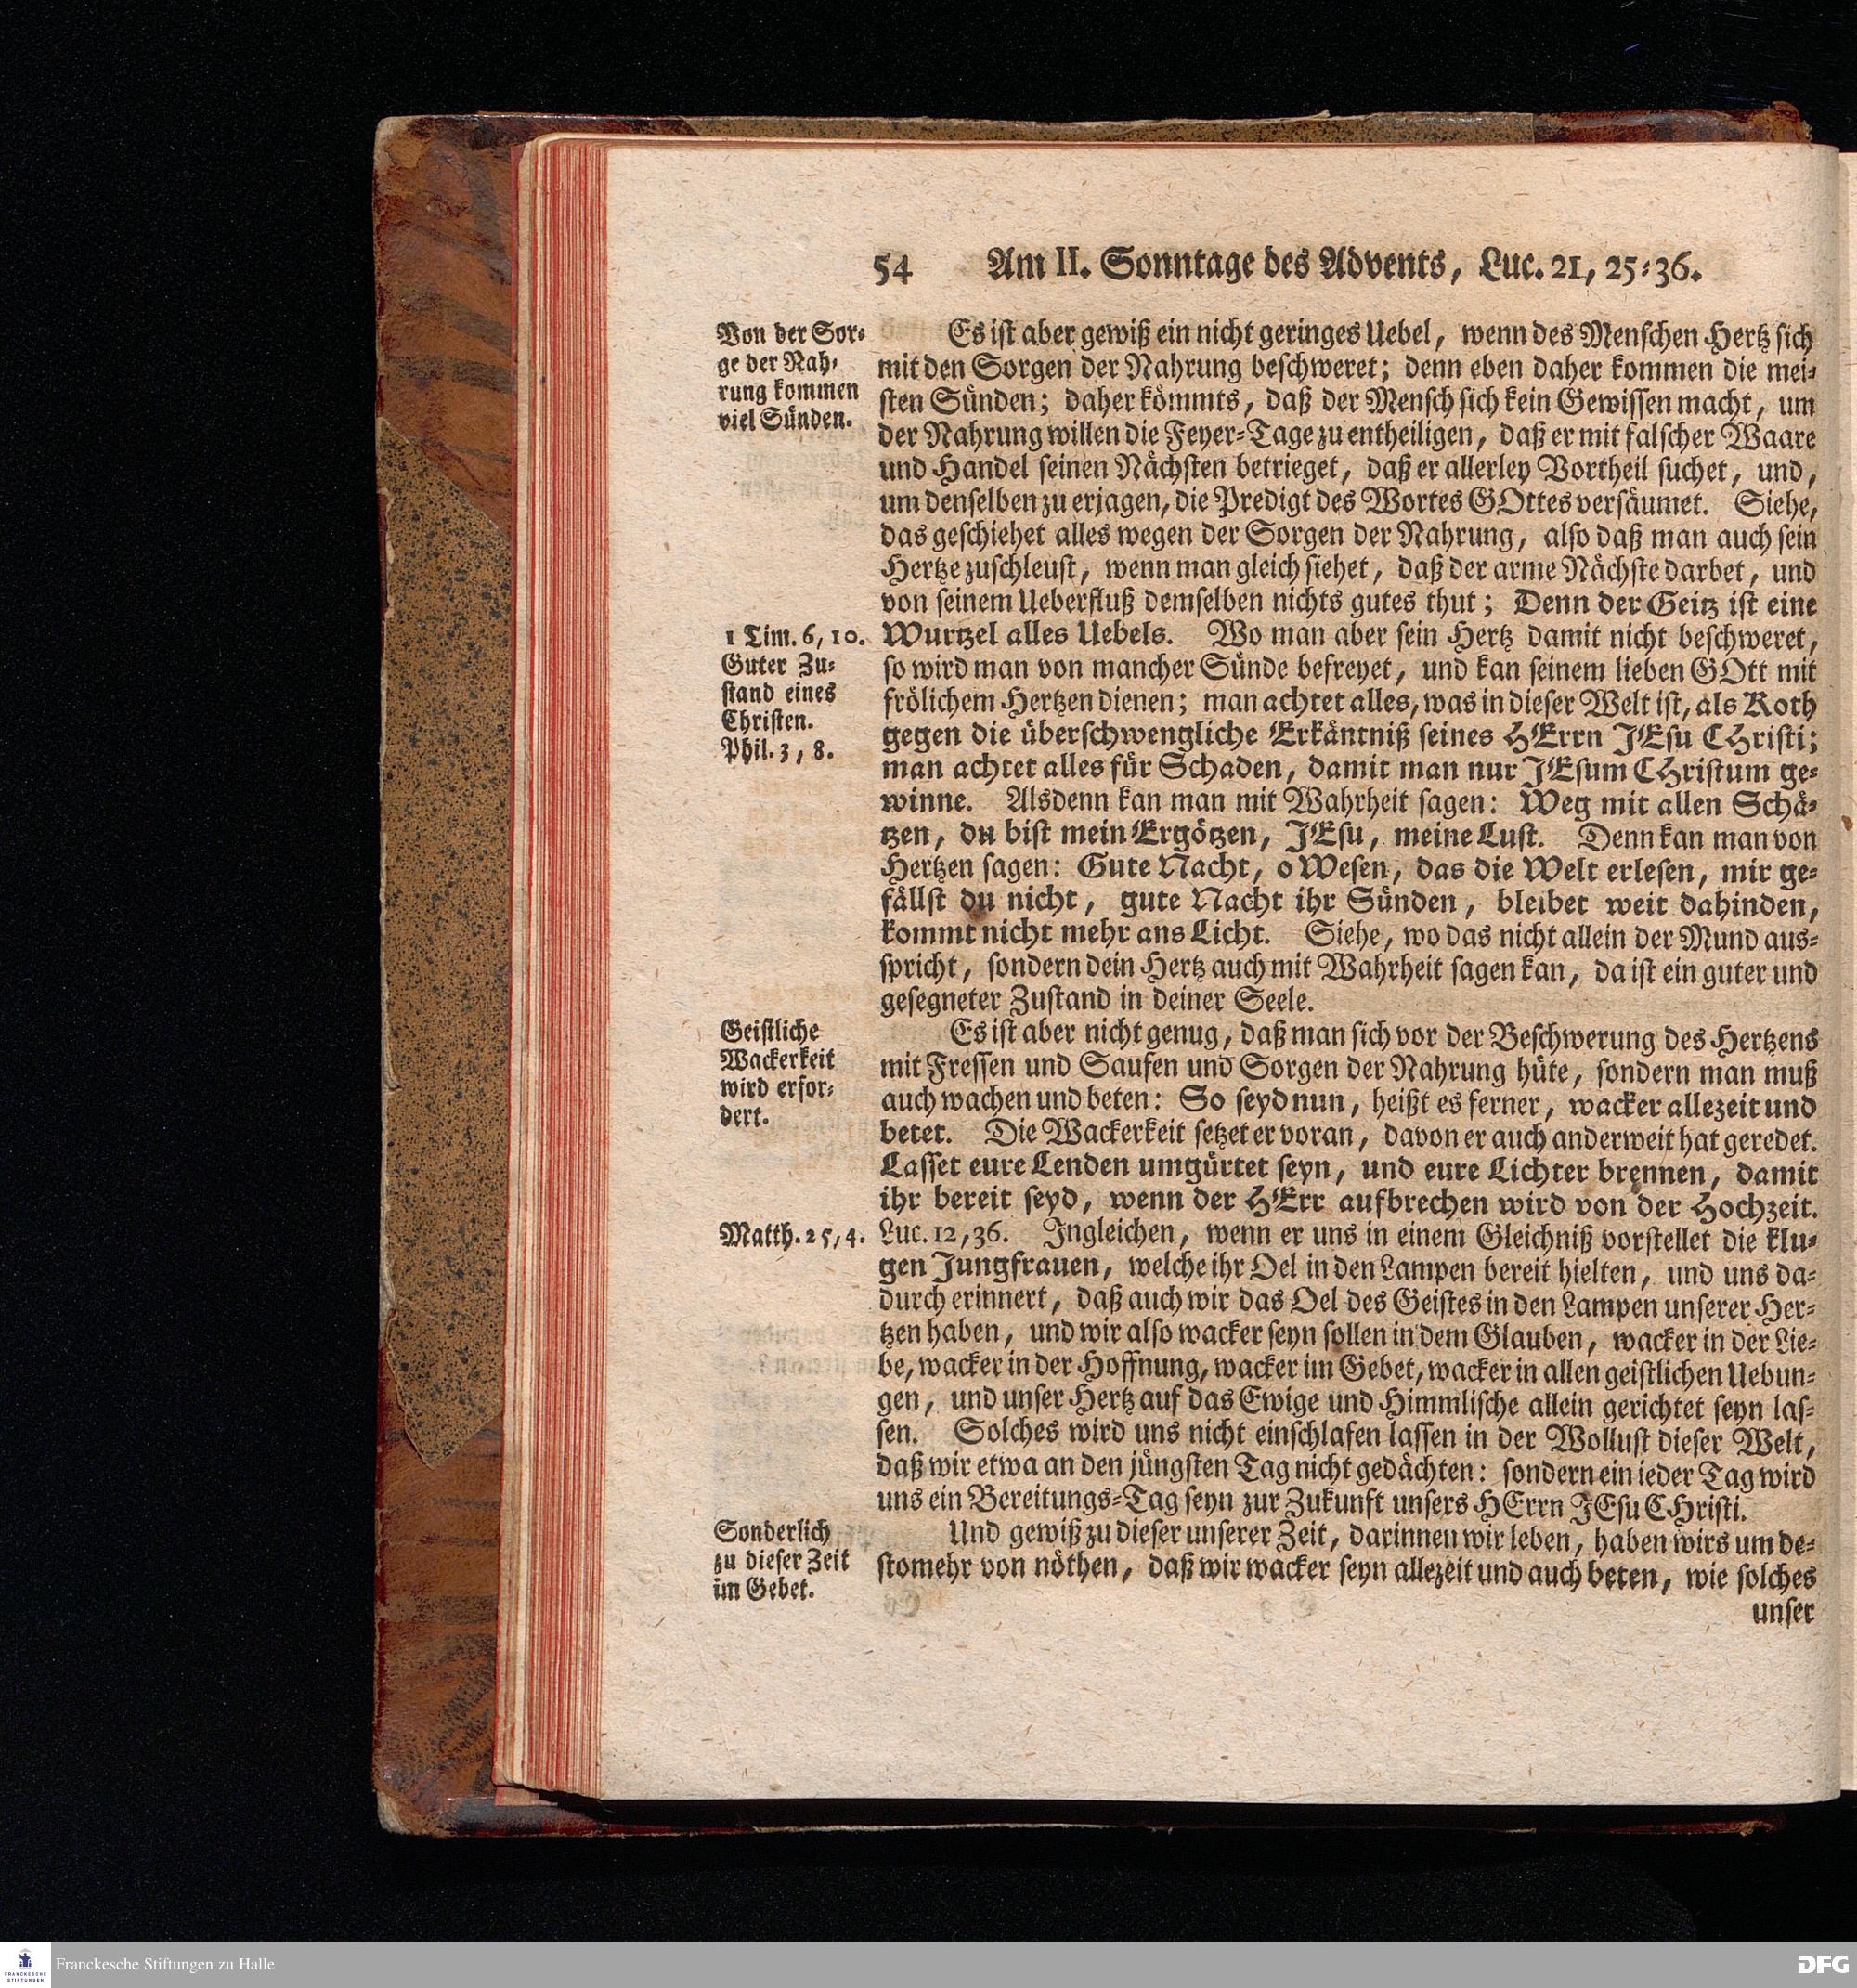 54 Am II. Sonntage des Advents, Luc. 21, 25-36.
Von der Sor-
ge der Nah-
rung kommen
viel Sünden.
Es ist aber gewiß ein nicht geringes Uebel, wenn des Menschen Hertz sich
mit den Sorgen der Nahrung beschweret; denn eben daher kommen die mei-
sten Sünden; daher kömmts, daß der Mensch sich kein Gewissen macht, um
der Nahrung willen die Feyer-Tage zu entheiligen, daß er mit falscher Waare
und Handel seinen Nächsten betrieget, daß er allerley Vortheil suchet, und,
um denselben zu erjagen, die Predigt des Wortes GOttes versäumet. Siehe,
das geschiehet alles wegen der Sorgen der Nahrung, also daß man auch sein
Hertze zuschleust, wenn man gleich siehet, daß der arme Nächste darbet, und
von seinem Ueberfluß demselben nichts gutes thut; Denn der Geitz ist eine
1 Tim. 6, 10.
Guter Zu-
stand eines
Christen.
Phil. 3, 8.
Wurtzel alles Uebels. Wo man aber sein Hertz damit nicht beschweret,
so wird man von mancher Sünde befreyet, und kan seinem lieben GOtt mit
frölichem Hertzen dienen; man achtet alles, was in dieser Welt ist, als Koth
gegen die überschwengliche Erkäntniß seines HErrn JEsu CHristi;
man achtet alles für Schaden, damit man nur JEsum CHristum ge-
winne. Alsdenn kan man mit Wahrheit sagen: Weg mit allen Schä-
tzen, du bist mein Ergötzen, JEsu, meine Lust. Denn kan man von
Hertzen sagen: Gute Nacht, o Wesen, das die Welt erlesen, mir ge-
fällst du nicht, gute Nacht ihr Sünden, bleibet weit dahinden,
kommt nicht mehr ans Licht. Siehe, wo das nicht allein der Mund aus-
spricht, sondern dein Hertz auch mit Wahrheit sagen kan, da ist ein guter und
gesegneter Zustand in deiner Seele.
Geistliche
Wackerkeit
wird erfor-
dert.
Es ist aber nicht genug, daß man sich vor der Beschwerung des Hertzens
mit Fressen und Saufen und Sorgen der Nahrung hüte, sondern man muß
auch wachen und beten: So seyd nun, heißt es ferner, wacker allezeit und
betet. Die Wackerkeit setzet er voran, davon er auch anderweit hat geredet.
Lasset eure Lenden umgürtet seyn, und eure Lichter brennen, damit
ihr bereit seyd, wenn der HErr aufbrechen wird von der Hochzeit.
Matth. 25, 4.
Luc. 12, 36. Ingleichen, wenn er uns in einem Gleichniß vorstellet die klu-
gen Jungfrauen, welche ihr Oel in den Lampen bereit hielten, und uns da-
durch erinnert, daß auch wir das Oel des Geistes in den Lampen unserer Her-
tzen haben, und wir also wacker seyn sollen in dem Glauben, wacker in der Lie-
be, wacker in der Hoffnung, wacker im Gebet, wacker in allen geistlichen Uebun-
gen, und unser Hertz auf das Ewige und Himmlische allein gerichtet seyn las-
sen. Solches wird uns nicht einschlafen lassen in der Wollust dieser Welt,
daß wir etwa an den jüngsten Tag nicht gedächten: sondern ein ieder Tag wird
uns ein Bereitungs-Tag seyn zur Zukunft unsers HErrn JEsu CHristi.
Sonderlich
zu dieser Zeit
im Gebet.
Und gewiß zu dieser unserer Zeit, darinnen wir leben, haben wirs um de-
stomehr von nöthen, daß wir wacker seyn allezeit und auch beten, wie solches
unser
FRANCKESCHE
STIFTUNGEN
Franckesche Stiftungen zu Halle
DFG